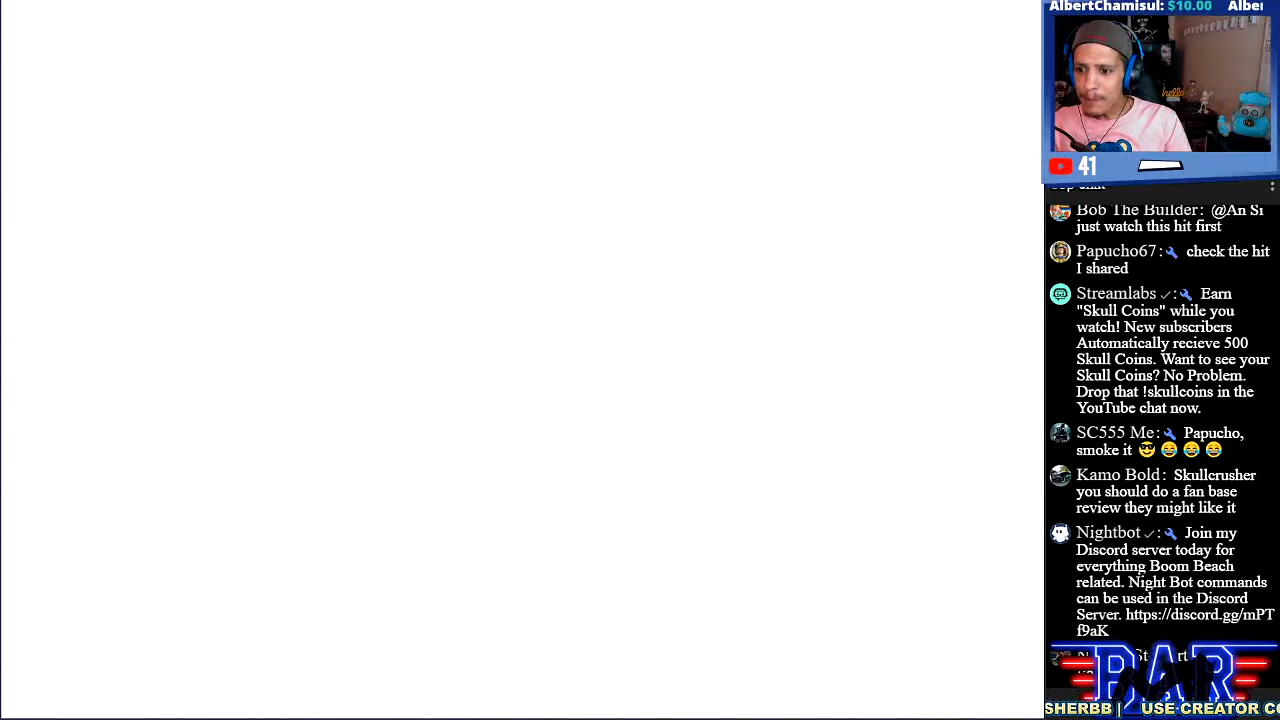 AlbertChamisul: $10.00
hello
41
Bob The Builder: @An Si
just watch this hit first
Papucho67: check the hit
I shared
Streamlabs : Earn
"Skull Coins" while you
watch! New subscribers
Automatically recieve 500
Skull Coins. Want to see your
Skull Coins? No Problem.
Drop that !skullcoins in the
YouTube chat now.
SC555 Me: Papucho,
smoke it 😎 😂 😂 😂
Kamo Bold: Skullcrusher
you should do a fan base
review they might like it
Nightbot : Join my
Discord server today for
everything Boom Beach
related. Night Bot commands
can be used in the Discord
Server. https://discord.gg/mPT
f9aK
BAR
SHERBB | USE CREATOR